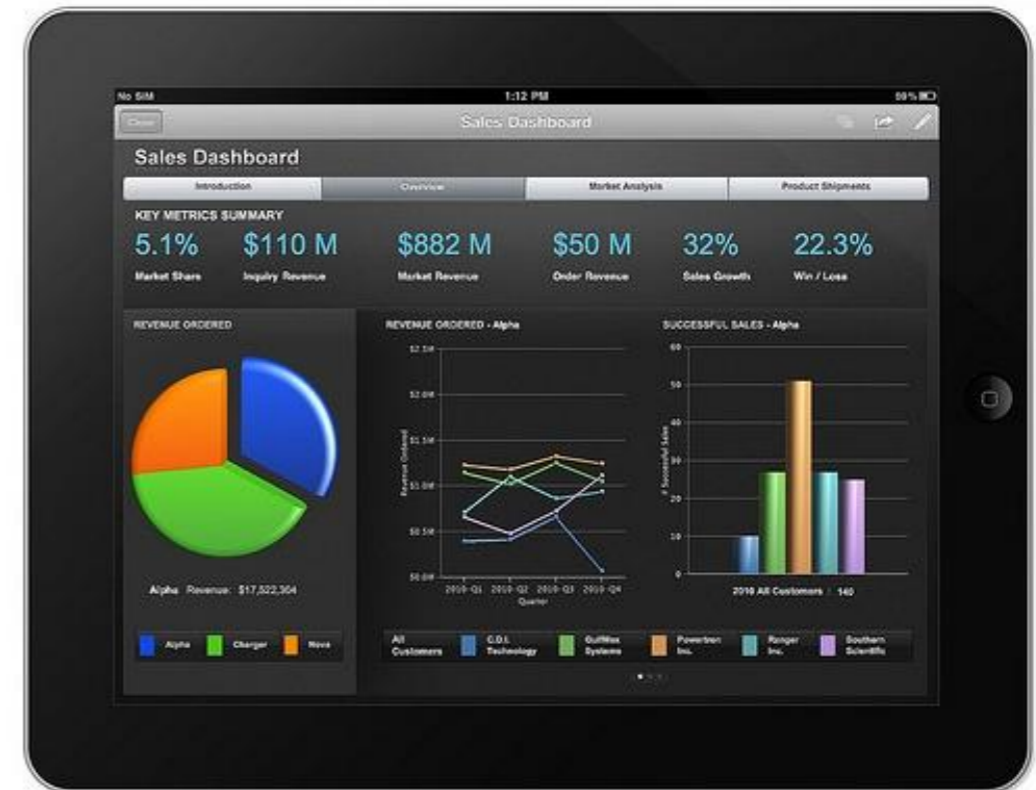 No SIM 1:12 PM 99%
Close Sales Dashboard
Sales Dashboard
Introduction Overview Market Analysis Product Shipments
KEY METRICS SUMMARY
5.1% $110 M $882 M $50 M 32% 22.3%
Market Share Inquiry Revenue Market Revenue Order Revenue Sales Growth Win / Loss
REVENUE ORDERED
Alpha Revenue: $17,522,364
Alpha Charger Nova
REVENUE ORDERED - Alpha
$2.5M
$2.0M
$1.5M
$1.0M
$0.5M
$0.0M
Revenue Ordered
2010-Q1 2010-Q2 2010-Q3 2010-Q4
Quarter
SUCCESSFUL SALES - Alpha
60
50
40
30
20
10
0
# Successful Sales
2010 All Customers : 140
All Customers
C.D.I. Technology
GulfWax Systems
Powertron Inc.
Ranger Inc.
Southern Scientific